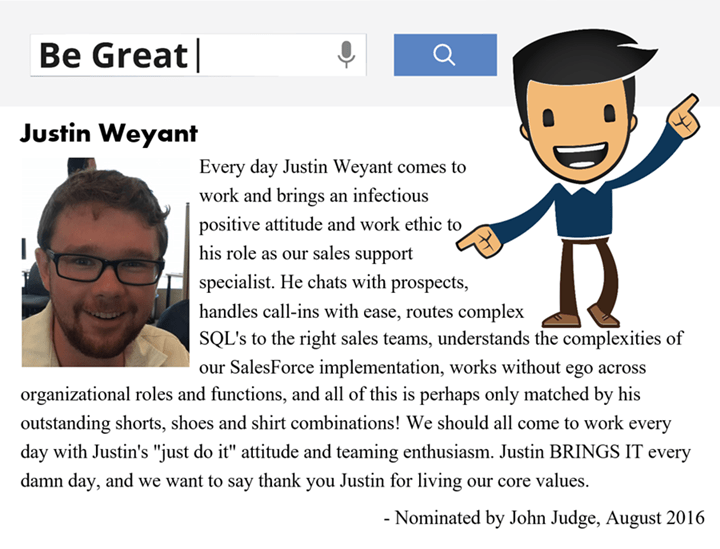 Be Great
Justin Weyant
Every day Justin Weyant comes to
work and brings an infectious
positive attitude and work ethic to
his role as our sales support
specialist. He chats with prospects,
handles call-ins with ease, routes complex
SQL's to the right sales teams, understands the complexities of
our SalesForce implementation, works without ego across
organizational roles and functions, and all of this is perhaps only matched by his
outstanding shorts, shoes and shirt combinations! We should all come to work every
day with Justin's "just do it" attitude and teaming enthusiasm. Justin BRINGS IT every
damn day, and we want to say thank you Justin for living our core values.
- Nominated by John Judge, August 2016